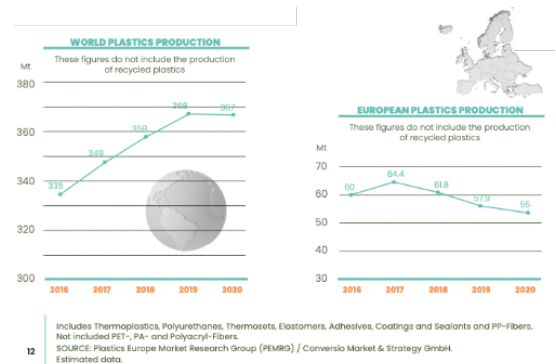 WORLD PLASTICS PRODUCTION
These figures do not include the production
of recycled plastics
Mt
380
360
340
320
300
335
349
359
368
367
2016 2017 2018 2019 2020
EUROPEAN PLASTICS PRODUCTION
These figures do not include the production
of recycled plastics
Mt
70
60
50
40
30
60
64.4
61.8
57.9
55
2016 2017 2018 2019 2020
Includes Thermoplastics, Polyurethanes, Thermosets, Elastomers, Adhesives, Coatings and Sealants and PP-Fibers.
Not included PET-, PA- and Polyacryl-Fibers.
12 SOURCE: Plastics Europe Market Research Group (PEMRG) / Conversio Market & Strategy GmbH.
Estimated data.